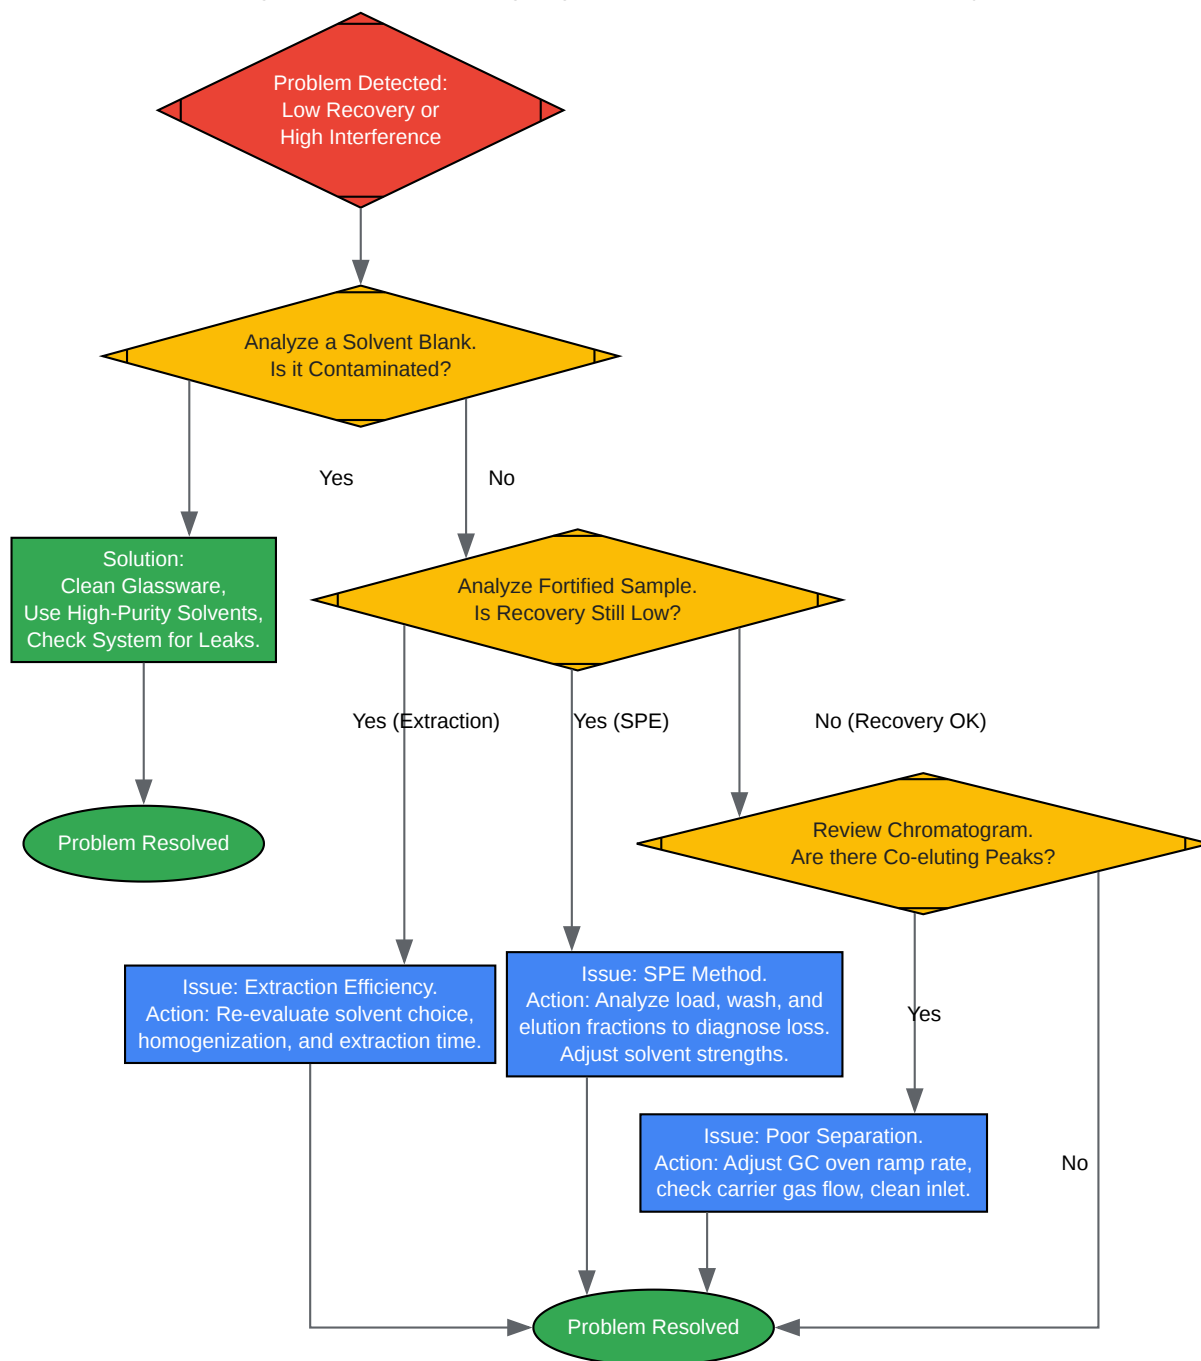 Problem Detected:
Low Recovery or
High Interference
Analyze a Solvent Blank.
Is it Contaminated?
Yes
No
Solution:
Clean Glassware,
Use High-Purity Solvents,
Check System for Leaks.
Analyze Fortified Sample.
Is Recovery Still Low?
Yes (Extraction)
Yes (SPE)
No (Recovery OK)
Problem Resolved
Review Chromatogram.
Are there Co-eluting Peaks?
Issue: Extraction Efficiency.
Action: Re-evaluate solvent choice,
homogenization, and extraction time.
Issue: SPE Method.
Action: Analyze load, wash, and
elution fractions to diagnose loss.
Adjust solvent strengths.
Yes
Issue: Poor Separation.
Action: Adjust GC oven ramp rate,
check carrier gas flow, clean inlet.
No
Problem Resolved